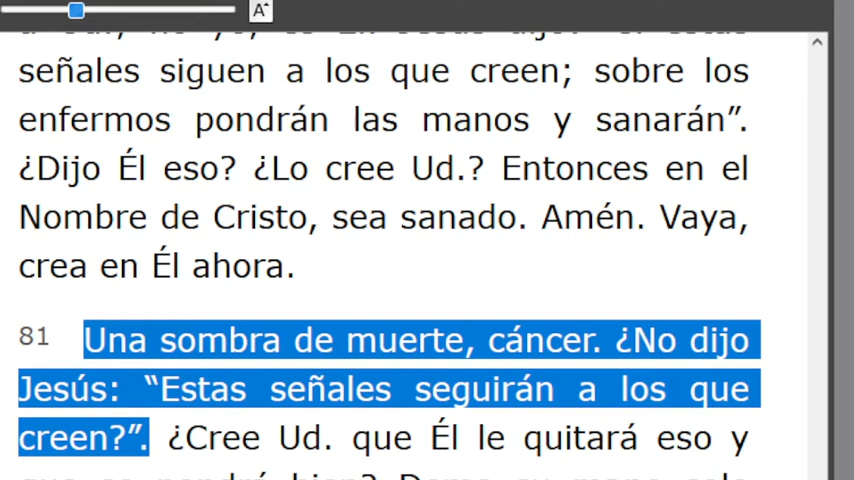 A
señales siguen a los que creen; sobre los
enfermos pondrán las manos y sanarán”.
¿Dijo Él eso? ¿Lo cree Ud.? Entonces en el
Nombre de Cristo, sea sanado. Amén. Vaya,
crea en Él ahora.
81 Una sombra de muerte, cáncer. ¿No dijo
Jesús: “Estas señales seguirán a los que
creen?”. ¿Cree Ud. que Él le quitará eso y